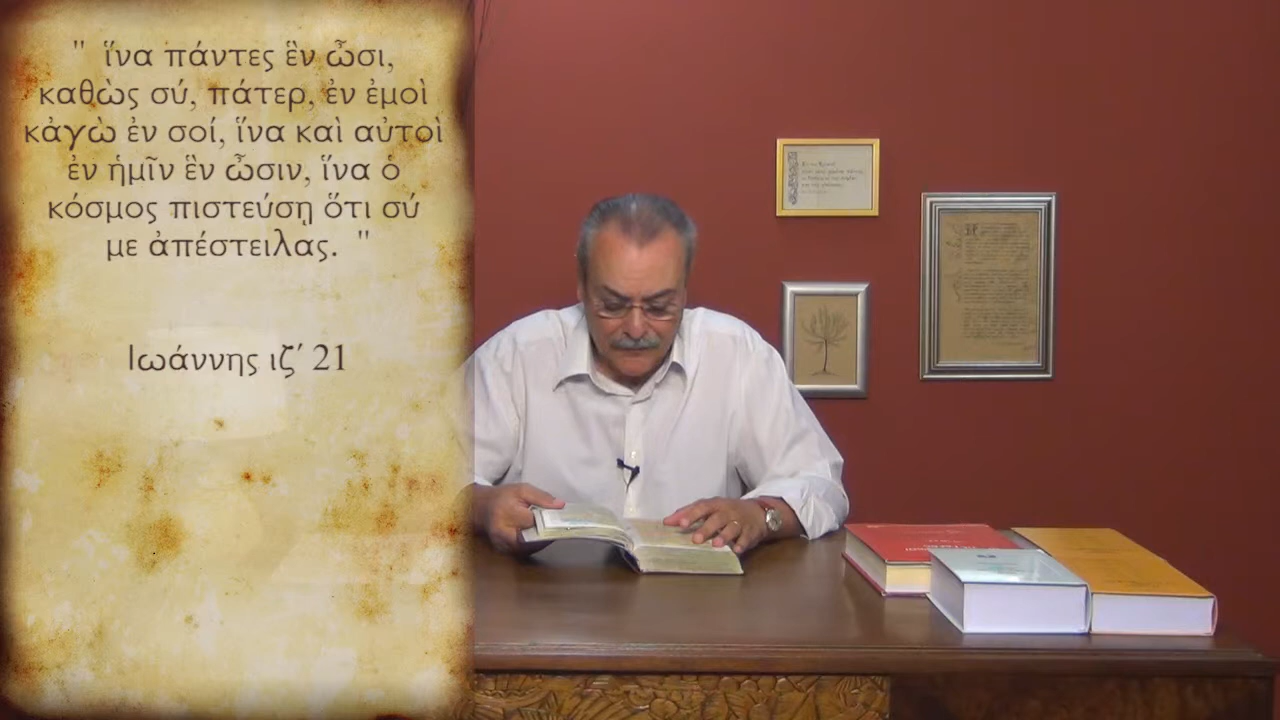 " ἵνα πάντες ἓν ὦσι,
καθὼς σύ, πάτερ, ἐν ἐμοὶ
κἀγὼ ἐν σοί, ἵνα καὶ αὐτοὶ
ἐν ἡμῖν ἓν ὦσιν, ἵνα ὁ
κόσμος πιστεύσῃ ὅτι σύ
με ἀπέστειλας. "
Ιωάννης ιζ΄ 21